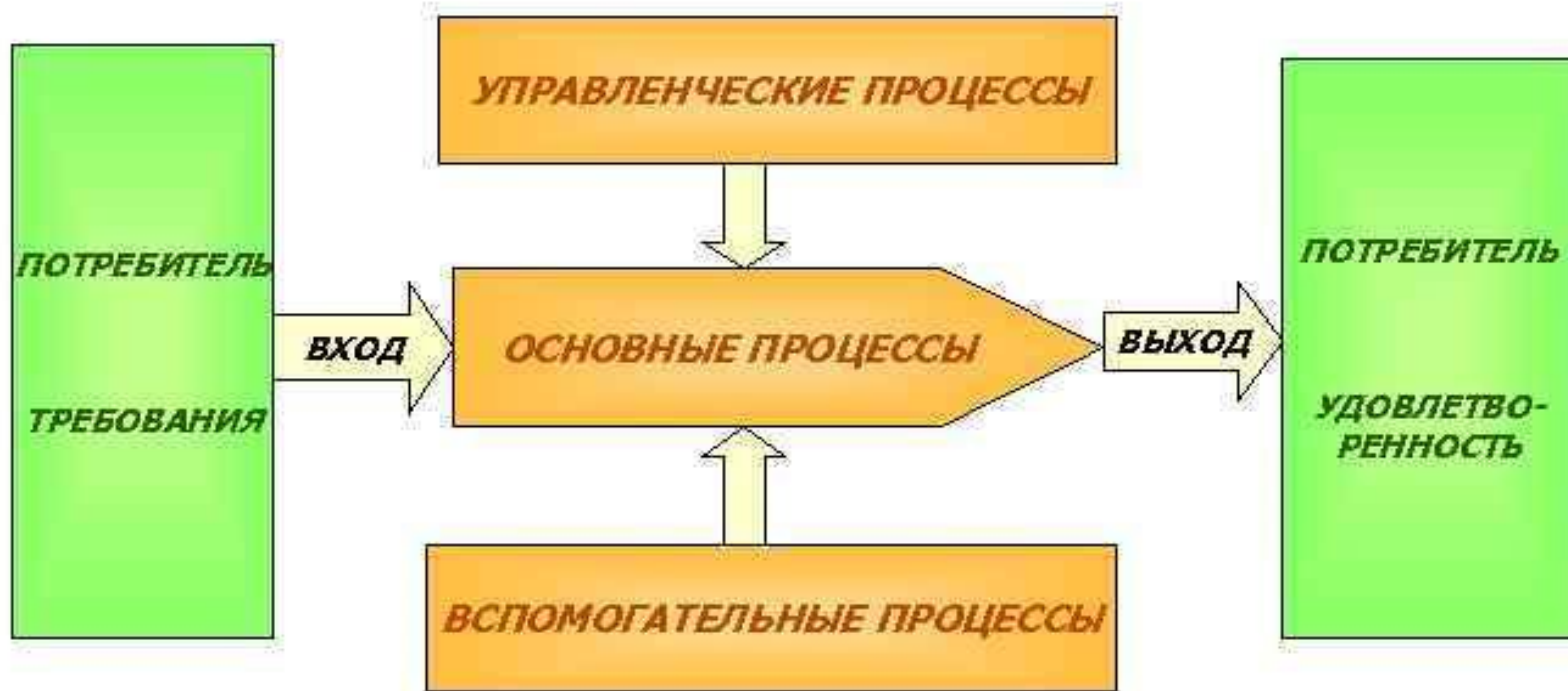 УПРАВЛЕНЧЕСКИЕ ПРОЦЕССЫ
ПОТРЕБИТЕЛЬ
ТРЕБОВАНИЯ
ВХОД
ОСНОВНЫЕ ПРОЦЕССЫ
ВЫХОД
ПОТРЕБИТЕЛЬ
УДОВЛЕТВО-
РЕННОСТЬ
ВСПОМОГАТЕЛЬНЫЕ ПРОЦЕССЫ